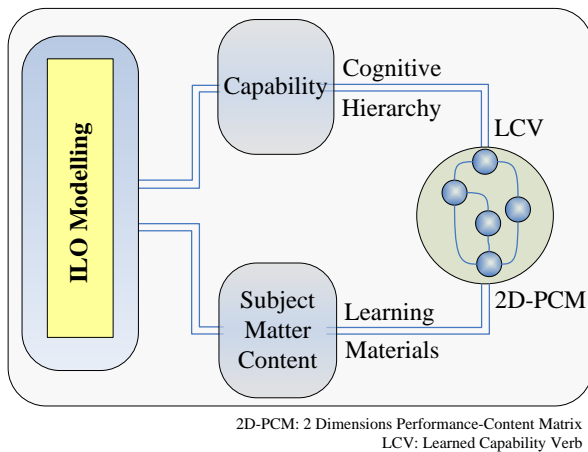 ILO Modelling
Capability
Cognitive
Hierarchy
LCV
2D-PCM
Subject
Matter
Content
Learning
Materials
2D-PCM: 2 Dimensions Performance-Content Matrix
LCV: Learned Capability Verb